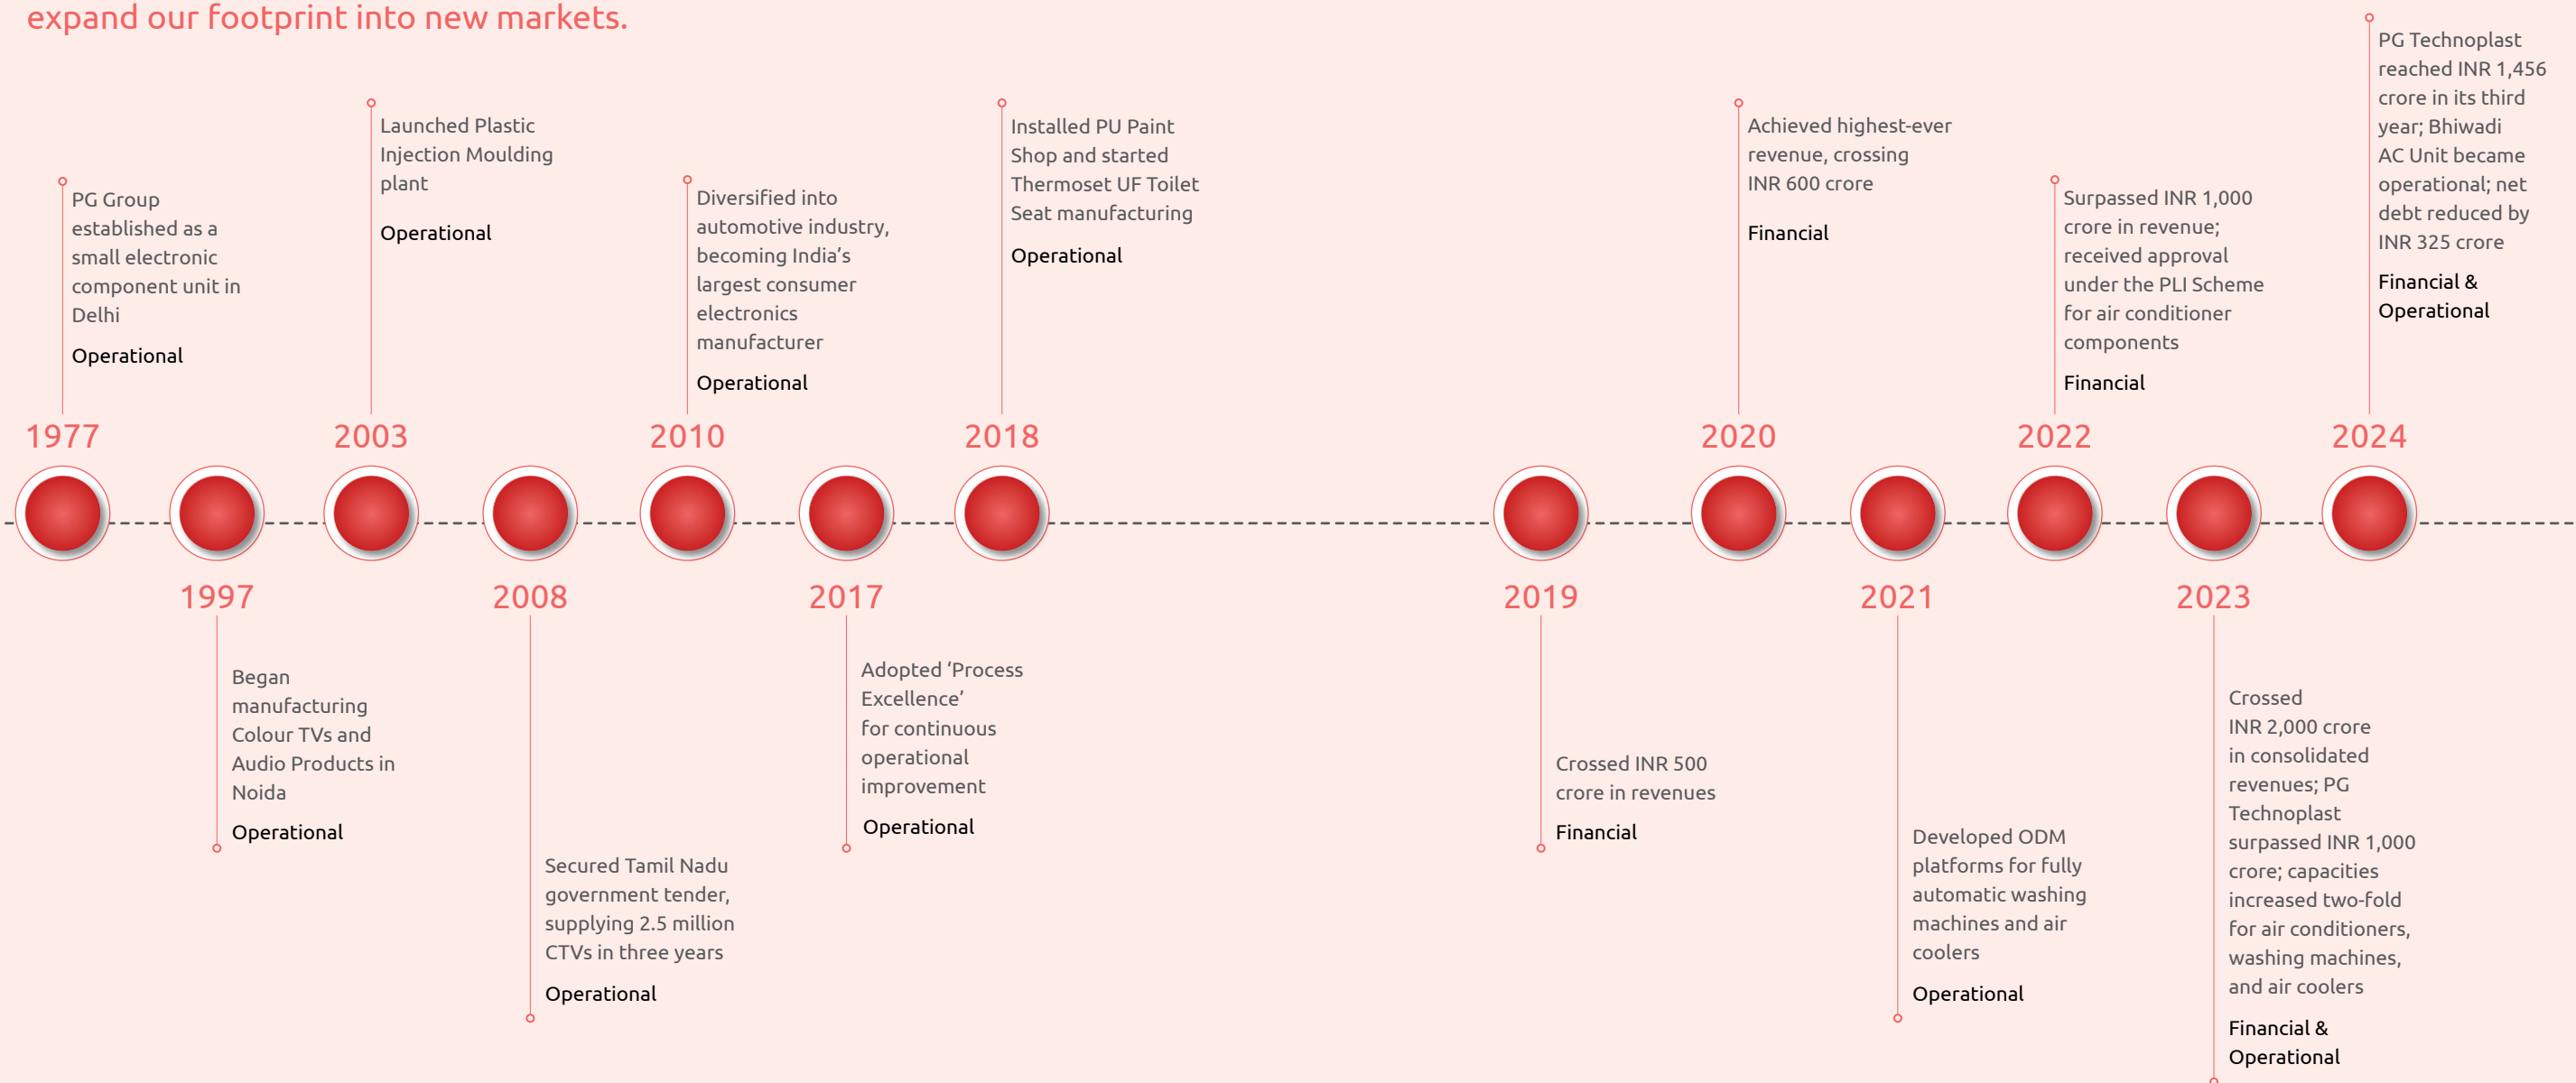 expand our footprint into new markets.
PG Group
established as a
small electronic
component unit in
Delhi
Operational
1977
1997
Began
manufacturing
Colour TVs and
Audio Products in
Noida
Operational
Launched Plastic
Injection Moulding
plant
Operational
2003
2008
Secured Tamil Nadu
government tender,
supplying 2.5 million
CTVs in three years
Operational
Diversified into
automotive industry,
becoming India’s
largest consumer
electronics
manufacturer
Operational
2010
2017
Adopted ‘Process
Excellence’
for continuous
operational
improvement
Operational
Installed PU Paint
Shop and started
Thermoset UF Toilet
Seat manufacturing
Operational
2018
2019
Crossed INR 500
crore in revenues
Financial
Achieved highest-ever
revenue, crossing
INR 600 crore
Financial
2020
2021
Developed ODM
platforms for fully
automatic washing
machines and air
coolers
Operational
Surpassed INR 1,000
crore in revenue;
received approval
under the PLI Scheme
for air conditioner
components
Financial
2022
2023
Crossed
INR 2,000 crore
in consolidated
revenues; PG
Technoplast
surpassed INR 1,000
crore; capacities
increased two-fold
for air conditioners,
washing machines,
and air coolers
Financial &
Operational
PG Technoplast
reached INR 1,456
crore in its third
year; Bhiwadi
AC Unit became
operational; net
debt reduced by
INR 325 crore
Financial &
Operational
2024